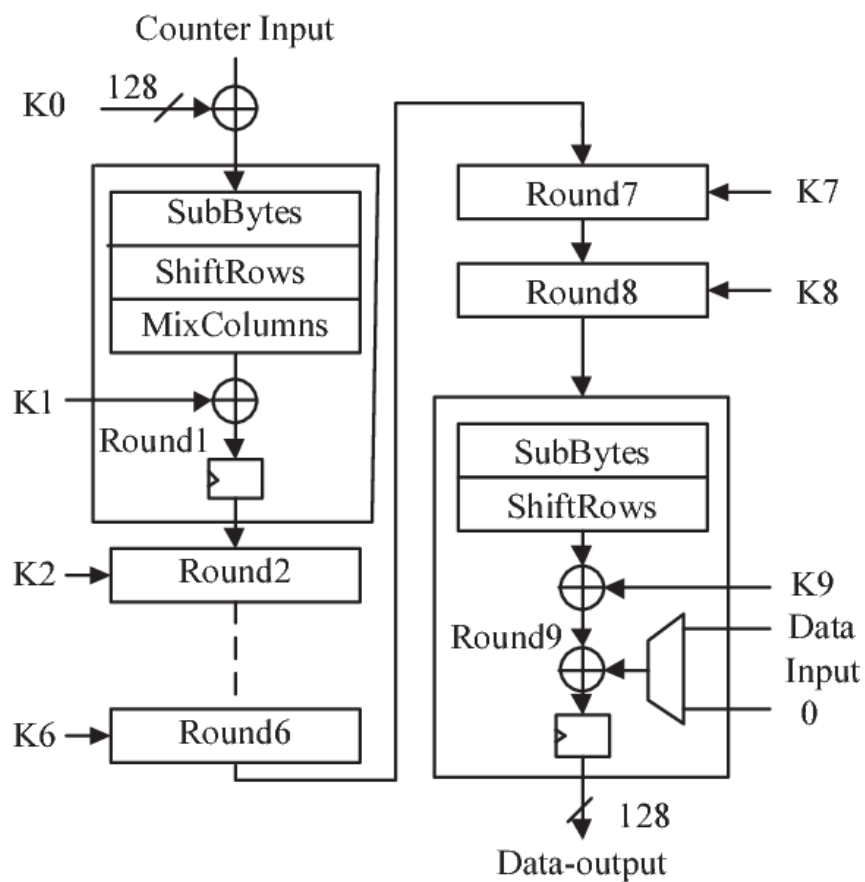 Counter Input
K0
128
SubBytes
ShiftRows
MixColumns
K1
Round1
K2
Round2
K6
Round6
Round7
K7
Round8
K8
SubBytes
ShiftRows
K9
Round9
Data
Input
0
128
Data-output